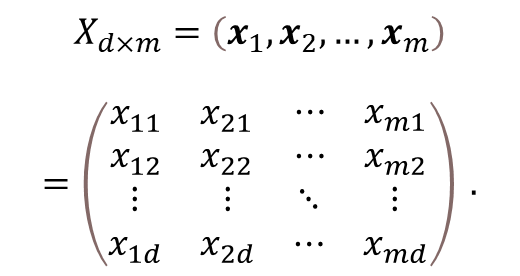 X_{d×m} = (𝒙_1, 𝒙_2, …, 𝒙_m)
= ( x_{11} x_{21} ⋯ x_{m1}
x_{12} x_{22} ⋯ x_{m2}
⋮ ⋮ ⋱ ⋮
x_{1d} x_{2d} ⋯ x_{md} ) .